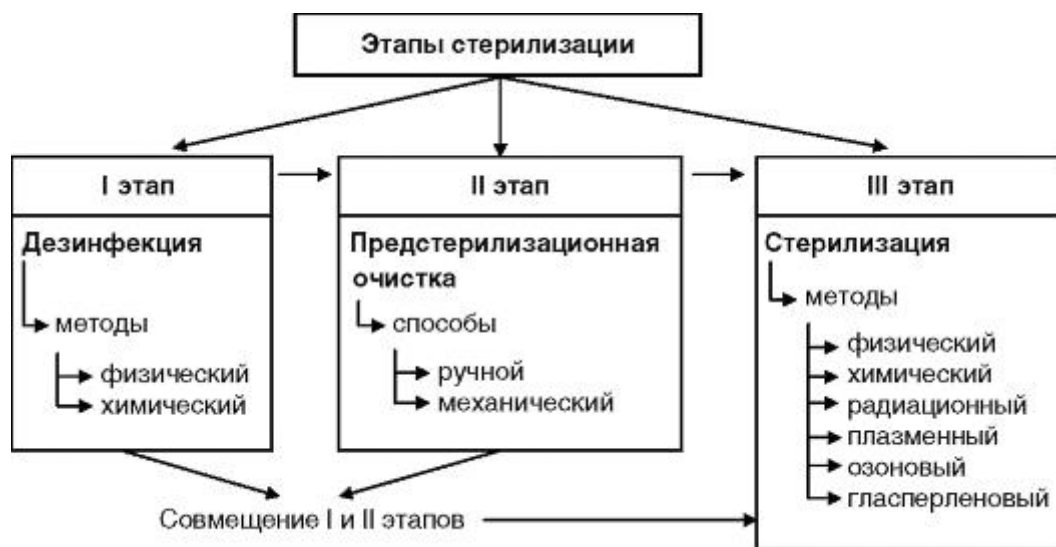 Этапы стерилизации
I этап
Дезинфекция
методы
физический
химический
II этап
Предстерилизационная
очистка
способы
ручной
механический
III этап
Стерилизация
методы
физический
химический
радиационный
плазменный
озоновый
гласперленовый
Совмещение I и II этапов